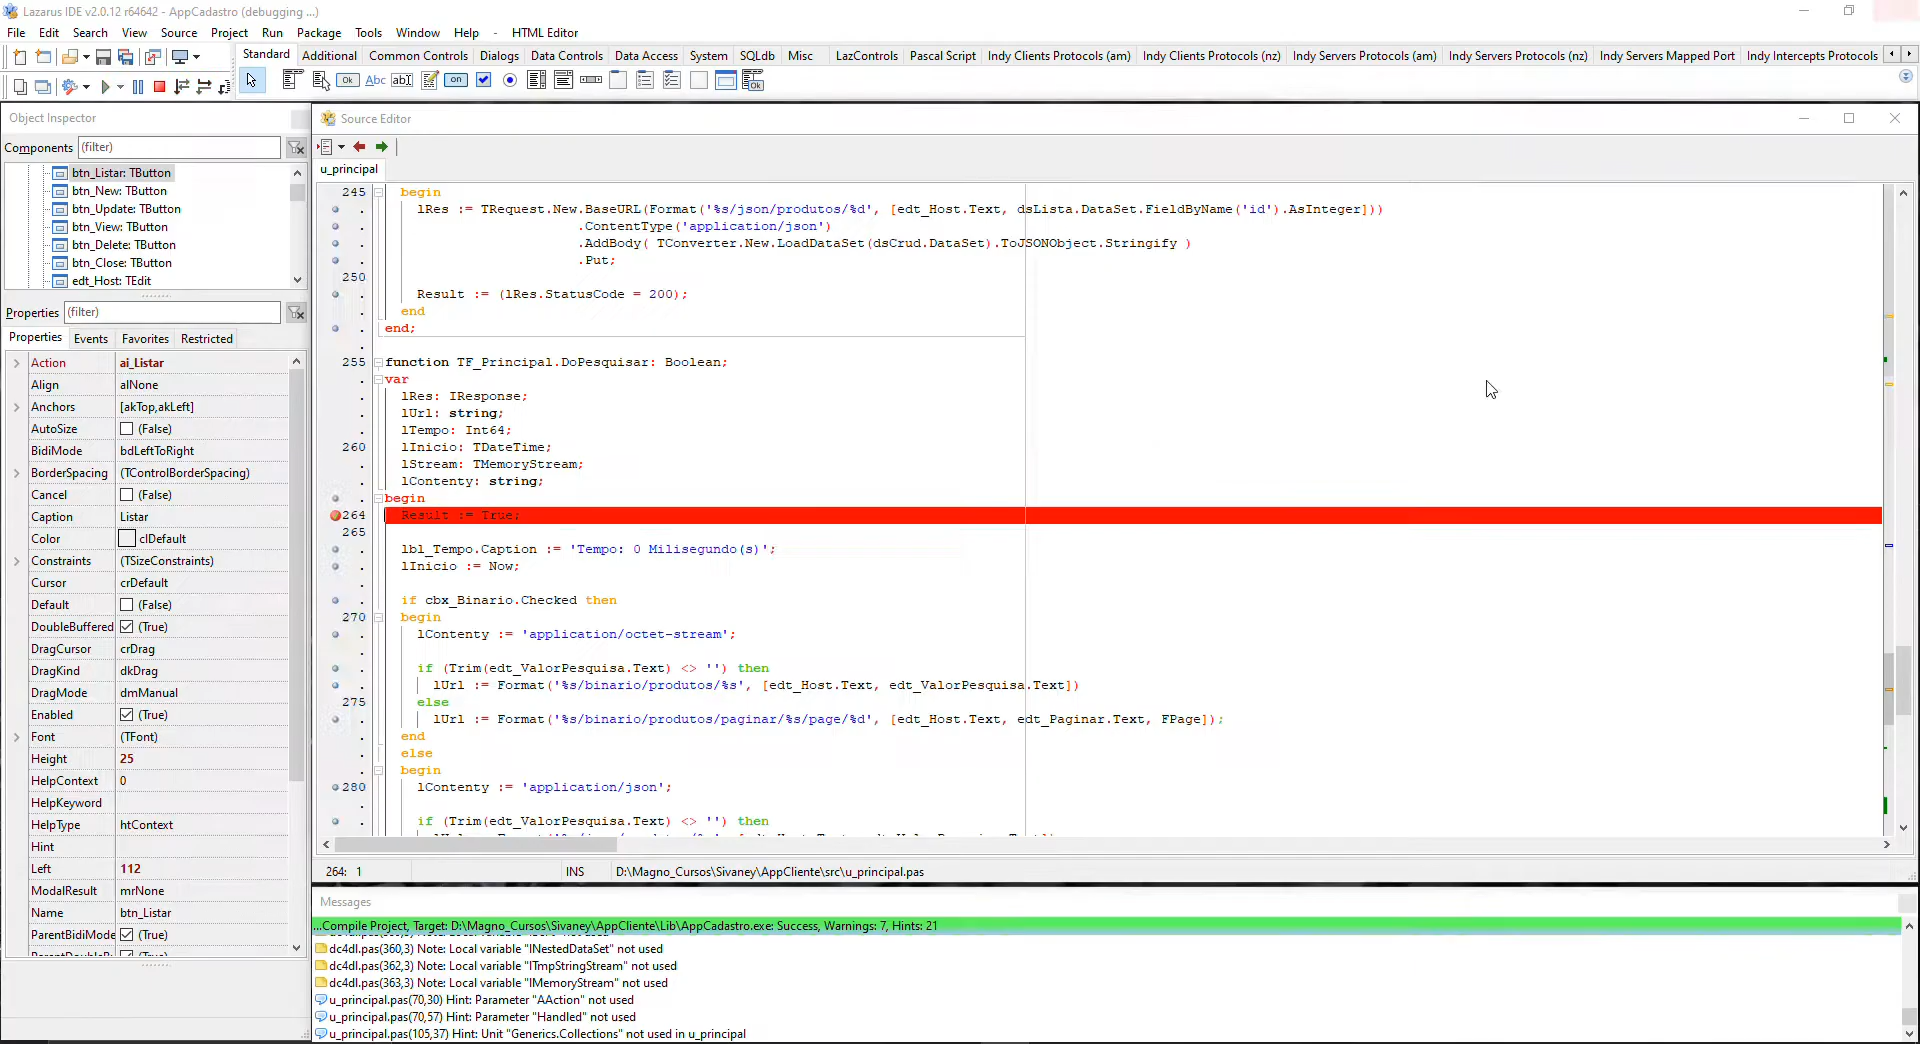 Lazarus IDE v2.0.12 r64642 - AppCadastro (debugging ...)
File Edit Search View Source Project Run Package Tools Window Help - HTML Editor
Standard Additional Common Controls Dialogs Data Controls Data Access System SQLdb Misc LazControls Pascal Script Indy Clients Protocols (am) Indy Clients Protocols (nz) Indy Servers Protocols (am) Indy Servers Protocols (nz) Indy Servers Mapped Port Indy Intercepts Protocols
Ok Abc abI on Ok
Object Inspector
Components (filter)
btn_Listar: TButton
btn_New: TButton
btn_Update: TButton
btn_View: TButton
btn_Delete: TButton
btn_Close: TButton
edt_Host: TEdit
Properties (filter)
Properties Events Favorites Restricted
Action ai_Listar
Align alNone
Anchors [akTop,akLeft]
AutoSize (False)
BidiMode bdLeftToRight
BorderSpacing (TControlBorderSpacing)
Cancel (False)
Caption Listar
Color clDefault
Constraints (TSizeConstraints)
Cursor crDefault
Default (False)
DoubleBuffered (True)
DragCursor crDrag
DragKind dkDrag
DragMode dmManual
Enabled (True)
Font (TFont)
Height 25
HelpContext 0
HelpKeyword
HelpType htContext
Hint
Left 112
ModalResult mrNone
Name btn_Listar
ParentBidiMode (True)
Source Editor
u_principal
245 begin
lRes := TRequest.New.BaseURL(Format('%s/json/produtos/%d', [edt_Host.Text, dsLista.DataSet.FieldByName('id').AsInteger]))
.ContentType('application/json')
.AddBody( TConverter.New.LoadDataSet(dsCrud.DataSet).ToJSONObject.Stringify )
.Put;
250
Result := (lRes.StatusCode = 200);
end
end;
255 function TF_Principal.DoPesquisar: Boolean;
var
lRes: IResponse;
lUrl: string;
lTempo: Int64;
260 lInicio: TDateTime;
lStream: TMemoryStream;
lContenty: string;
begin
264 Result := True;
265
lbl_Tempo.Caption := 'Tempo: 0 Milisegundo(s)';
lInicio := Now;
if cbx_Binario.Checked then
270 begin
lContenty := 'application/octet-stream';
if (Trim(edt_ValorPesquisa.Text) <> '') then
lUrl := Format('%s/binario/produtos/%s', [edt_Host.Text, edt_ValorPesquisa.Text])
275 else
lUrl := Format('%s/binario/produtos/paginar/%s/page/%d', [edt_Host.Text, edt_Paginar.Text, FPage]);
end
else
begin
280 lContenty := 'application/json';
if (Trim(edt_ValorPesquisa.Text) <> '') then
264: 1 INS D:\Magno_Cursos\Sivaney\AppCliente\src\u_principal.pas
Messages
...Compile Project, Target: D:\Magno_Cursos\Sivaney\AppCliente\Lib\AppCadastro.exe: Success, Warnings: 7, Hints: 21
dc4dl.pas(360,3) Note: Local variable "lNestedDataSet" not used
dc4dl.pas(362,3) Note: Local variable "lTmpStringStream" not used
dc4dl.pas(363,3) Note: Local variable "lMemoryStream" not used
u_principal.pas(70,30) Hint: Parameter "AAction" not used
u_principal.pas(70,57) Hint: Parameter "Handled" not used
u_principal.pas(105,37) Hint: Unit "Generics.Collections" not used in u_principal